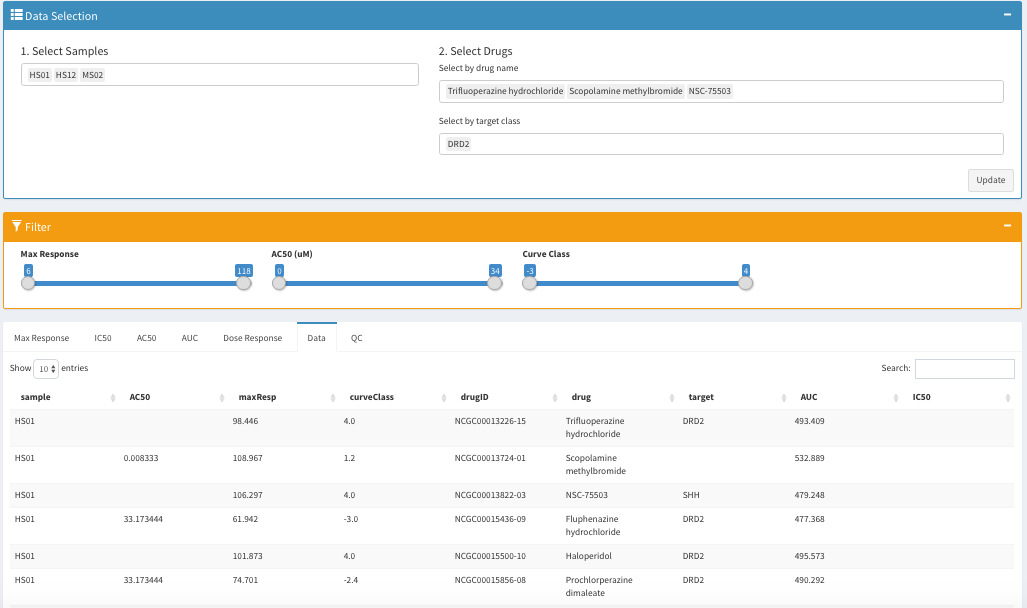 Data Selection
1. Select Samples
HS01 HS12 MS02
2. Select Drugs
Select by drug name
Trifluoperazine hydrochloride Scopolamine methylbromide NSC-75503
Select by target class
DRD2
Update
Filter
Max Response
6 118
AC50 (uM)
0 34
Curve Class
-3 4
Max Response IC50 AC50 AUC Dose Response Data QC
Show 10 entries
Search:
sample AC50 maxResp curveClass drugID drug target AUC IC50
HS01 98.446 4.0 NCGC00013226-15 Trifluoperazine DRD2 493.409
hydrochloride
HS01 0.008333 108.967 1.2 NCGC00013724-01 Scopolamine 532.889
methylbromide
HS01 106.297 4.0 NCGC00013822-03 NSC-75503 SHH 479.248
HS01 33.173444 61.942 -3.0 NCGC00015436-09 Fluphenazine DRD2 477.368
hydrochloride
HS01 101.873 4.0 NCGC00015500-10 Haloperidol DRD2 495.573
HS01 33.173444 74.701 -2.4 NCGC00015856-08 Prochlorperazine DRD2 490.292
dimaleate